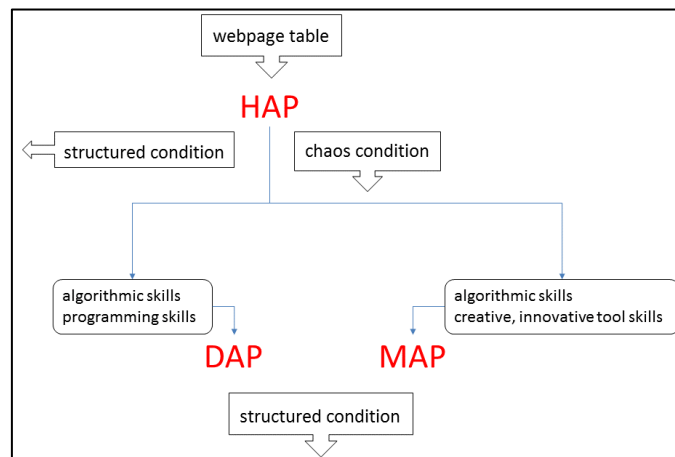 webpage table
HAP
structured condition
chaos condition
algorithmic skills
programming skills
algorithmic skills
creative, innovative tool skills
DAP
MAP
structured condition